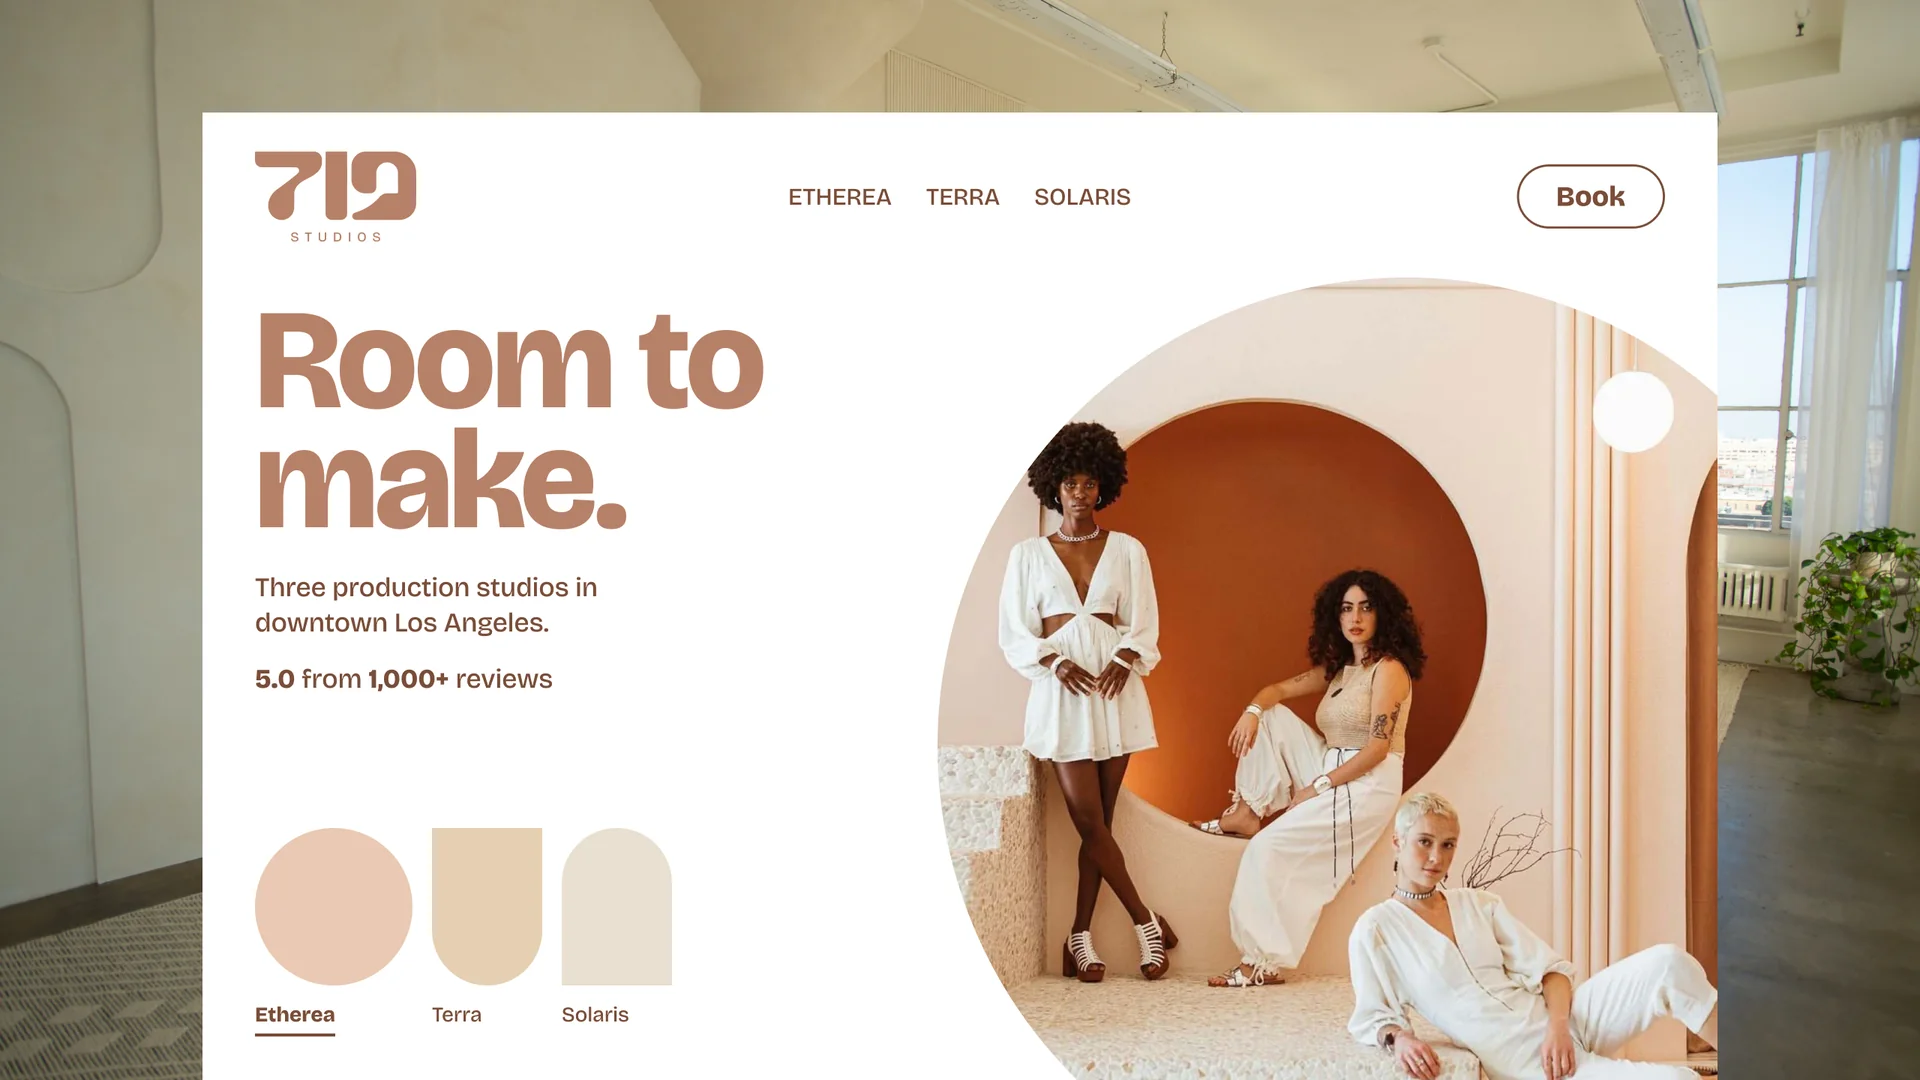 719
STUDIOS
ETHEREA
TERRA
SOLARIS
Book
Room to
make.
Three production studios in
downtown Los Angeles.
5.0 from 1,000+ reviews
Etherea
Terra
Solaris